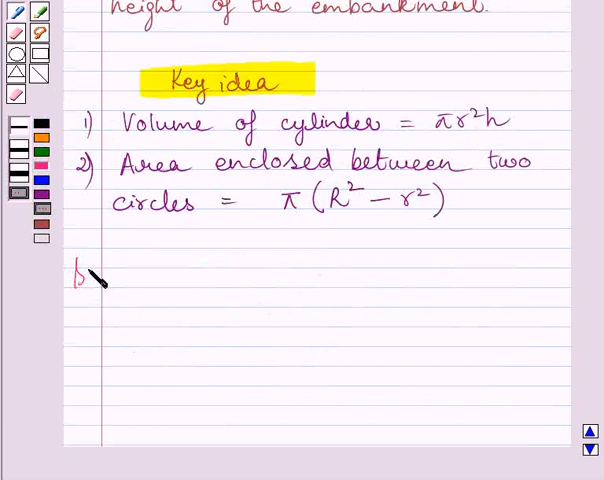 height of the embankment.
Key idea
1) Volume of cylinder = πr²h
2) Area enclosed between two
circles = π (R² – r²)